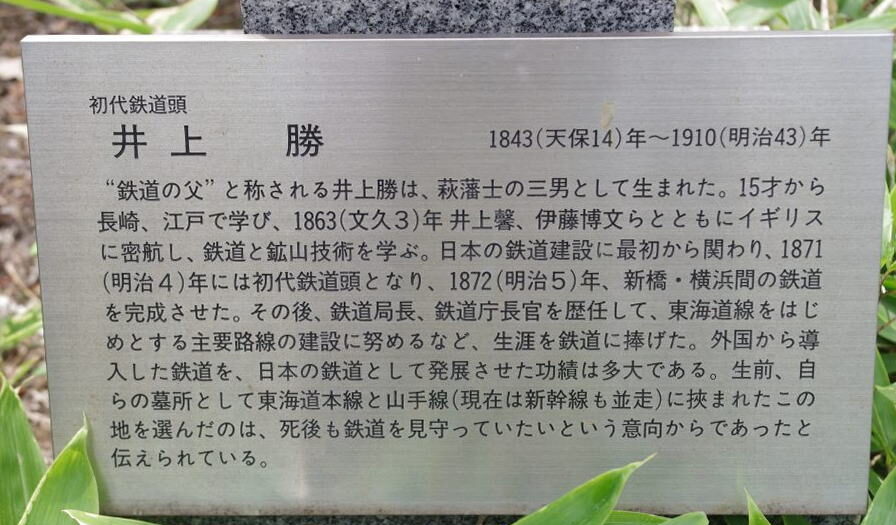 初代鉄道頭
井上　勝　1843(天保14)年～1910(明治43)年
“鉄道の父”と称される井上勝は、萩藩士の三男として生まれた。15才から
長崎、江戸で学び、1863(文久3)年 井上馨、伊藤博文らとともにイギリス
に密航し、鉄道と鉱山技術を学ぶ。日本の鉄道建設に最初から関わり、1871
(明治4)年には初代鉄道頭となり、1872(明治5)年、新橋・横浜間の鉄道
を完成させた。その後、鉄道局長、鉄道庁長官を歴任して、東海道線をはじ
めとする主要路線の建設に努めるなど、生涯を鉄道に捧げた。外国から導
入した鉄道を、日本の鉄道として発展させた功績は多大である。生前、自
らの墓所として東海道本線と山手線(現在は新幹線も並走)に挾まれたこの
地を選んだのは、死後も鉄道を見守っていたいという意向からであったと
伝えられている。